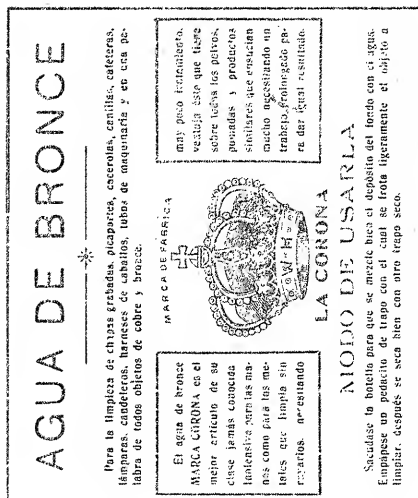 AGUA DE BRONCE
Para la limpieza de chapas grabadas, picaportes, cacerolas, canillas, cafeteras,
lámparas, candeleros, harneses de caballos, tubos de maquinaria y en una pa-
labra de todos objetos de cobre y bronce.
El agua de bronce
MARCA CORONA es el
mejor artículo de su
clase jamás conocida
Inofensiva para las ma-
nos como para los me-
tales que limpia sin
rayarlos, necesitando
MARCA DE FABRICA
W H
LA CORONA
muy poco frotamiento,
ventaja éste que tiene
sobre todos los polvos,
pomadas y productos
similares que ensucian
mucho necesitando un
trabajo prolongado pa-
ra dar igual resultado.
MODO DE USARLA
Sacúdase la botella para que se mezcle bien el depósito del fondo con el agua.
Empápese un pedacito de trapo con el cual se frota ligeramente el objeto a
limpiar, después se seca bien con otro trapo seco.